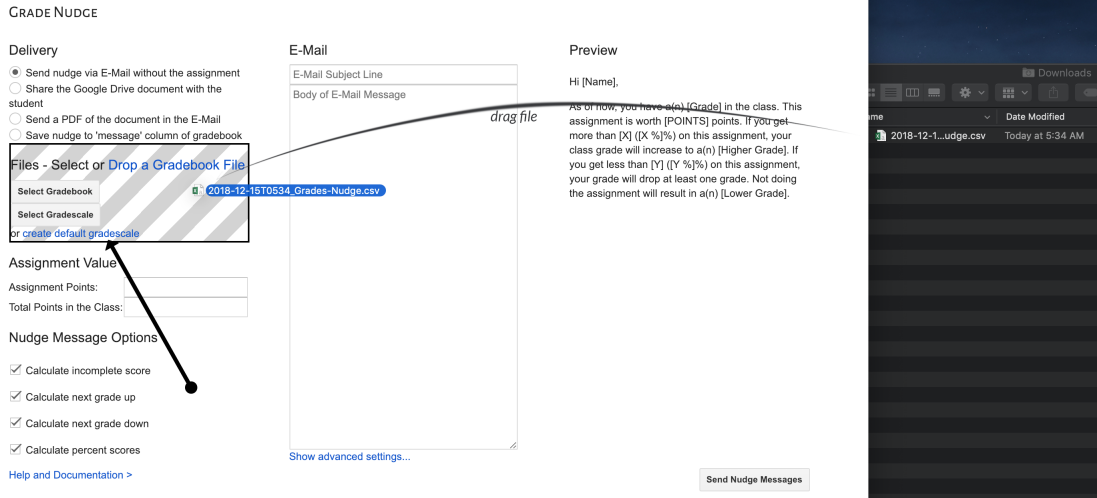 GRADE NUDGE
Delivery
Send nudge via E-Mail without the assignment
Share the Google Drive document with the
student
Send a PDF of the document in the E-Mail
Save nudge to 'message' column of gradebook
Files - Select or Drop a Gradebook File
Select Gradebook
2018-12-15T0534_Grades-Nudge.csv
Select Gradescale
or create default gradescale
Assignment Value
Assignment Points:
Total Points in the Class:
Nudge Message Options
Calculate incomplete score
Calculate next grade up
Calculate next grade down
Calculate percent scores
Help and Documentation >
E-Mail
E-Mail Subject Line
Body of E-Mail Message
drag file
Show advanced settings...
Preview
Hi [Name],
As of now, you have a(n) [Grade] in the class. This
assignment is worth [POINTS] points. If you get
more than [X] ([X %]%) on this assignment, your
class grade will increase to a(n) [Higher Grade]. If
you get less than [Y] ([Y %]%) on this assignment,
your grade will drop at least one grade. Not doing
the assignment will result in a(n) [Lower Grade].
Send Nudge Messages
Downloads
ame
Date Modified
2018-12-1...udge.csv
Today at 5:34 AM